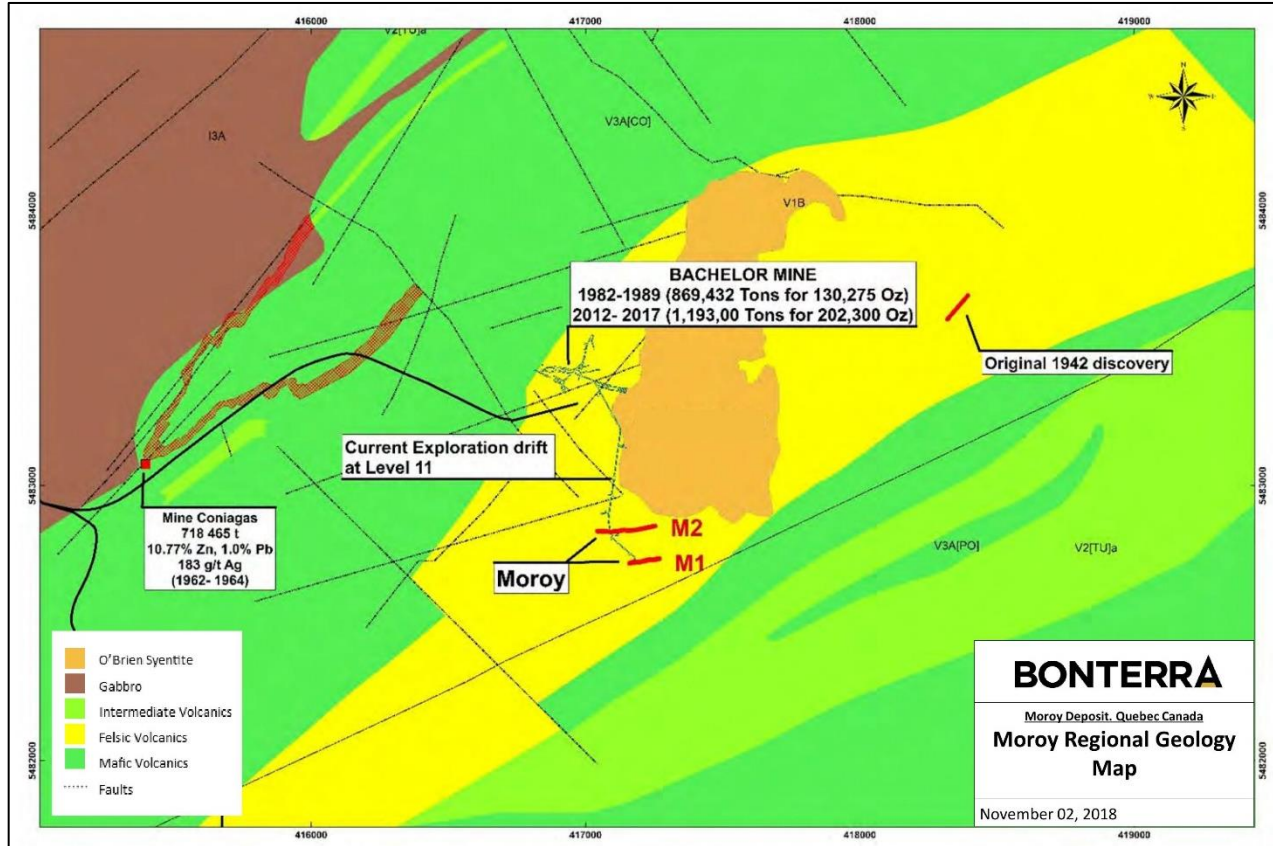 416000
417000
418000
419000
V2[TU]a
I3A
V3A[CO]
N
W
E
S
5484000
5484000
V1B
BACHELOR MINE
1982-1989 (869,432 Tons for 130,275 Oz)
2012- 2017 (1,193,00 Tons for 202,300 Oz)
Original 1942 discovery
Current Exploration drift
at Level 11
5483000
5483000
Mine Coniagas
718 465 t
10.77% Zn, 1.0% Pb
183 g/t Ag
(1962- 1964)
M2
M1
Moroy
V3A[PO]
V2[TU]a
O'Brien Syentite
Gabbro
Intermediate Volcanics
Felsic Volcanics
Mafic Volcanics
Faults
5482000
5482000
BONTERRA
Moroy Deposit. Quebec Canada
Moroy Regional Geology
Map
November 02, 2018
416000
417000
418000
419000